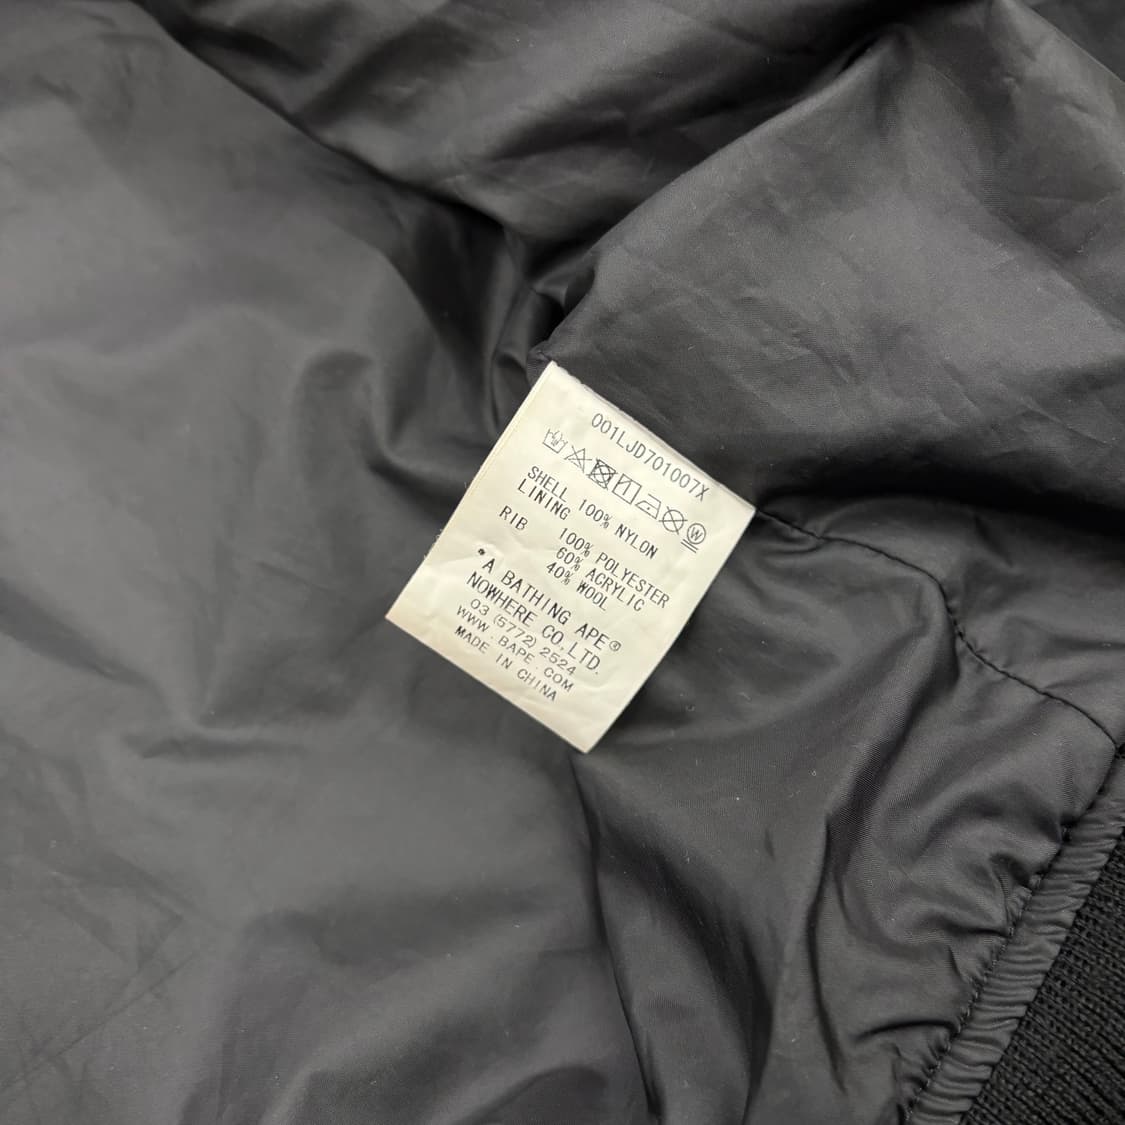 001LJD701007X
SHELL 100% NYLON
LINING
100% POLYESTER
RIB 60% ACRYLIC
40% WOOL
*A BATHING APE®
NOWHERE CO,LTD.
03 (5772) 2524
WWW.BAPE.COM
MADE IN CHINA